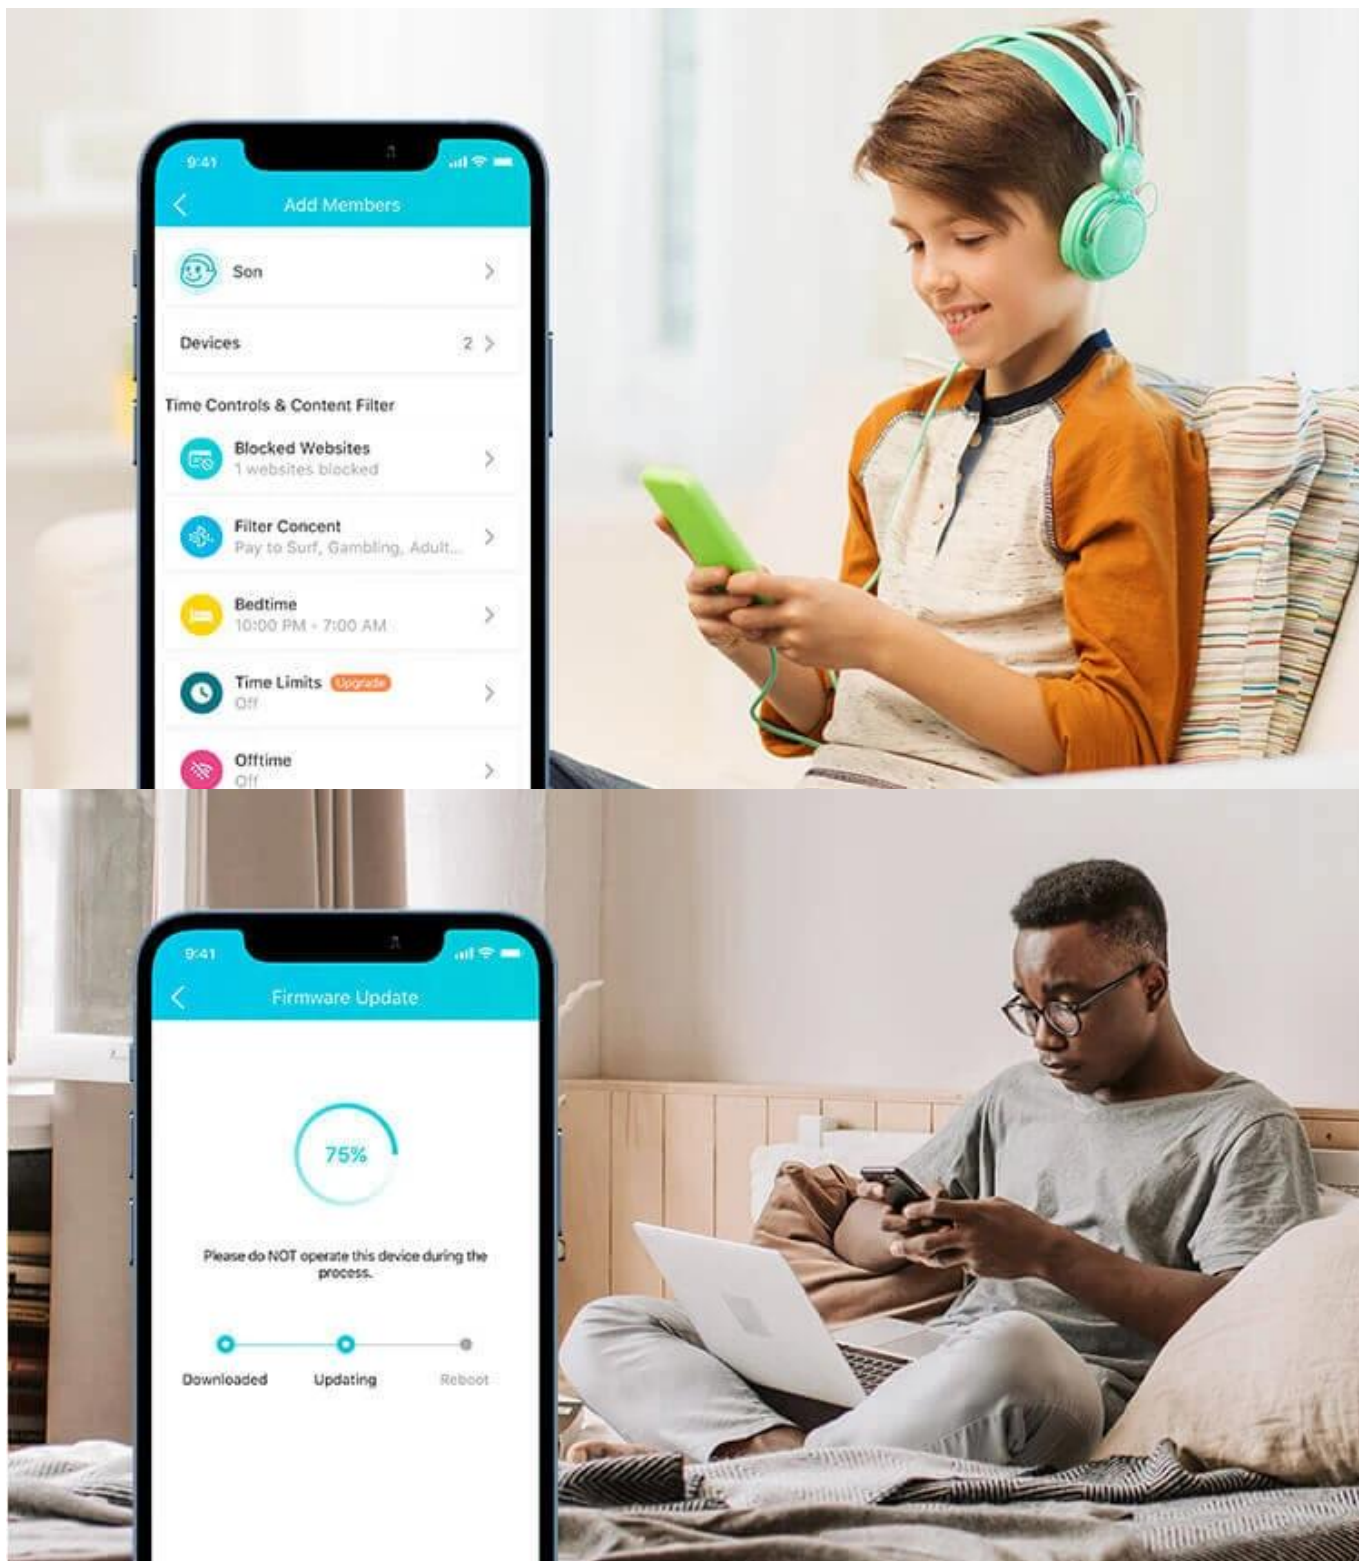 9:41
Add Members
Son
Devices 2
Time Controls & Content Filter
Blocked Websites
1 websites blocked
Filter Concent
Pay to Surf, Gambling, Adult...
Bedtime
10:00 PM - 7:00 AM
Time Limits Upgrade
Off
Offtime
Off
9:41
Firmware Update
75%
Please do NOT operate this device during the
process.
Downloaded Updating Reboot